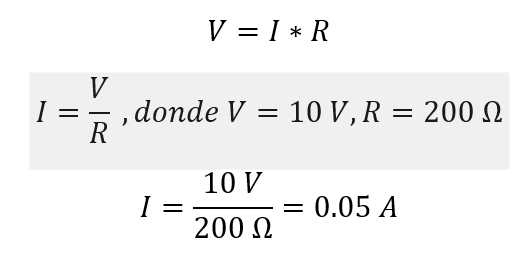 V = I * R
I = V/R , donde V = 10 V, R = 200 Ω
I = 10 V/200 Ω = 0.05 A